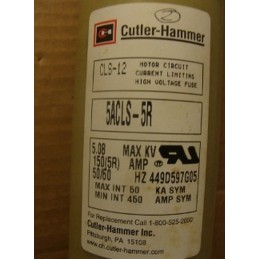 2
Cutler-Hammer
CLS-12
MOTOR CIRCUIT
CURRENT LIMITING
HIGH VOLTAGE FUSE
5ACLS-5R
5.08 MAX KV
150(5R) AMP
50/60 HZ 449D597G05
MAX INT 50 KA SYM
MIN INT 450 AMP SYM
For Replacement Call 1-800-525-2000
Cutler-Hammer Inc.
Pittsburgh, PA 15108
www.ch.cutler-hammer.com